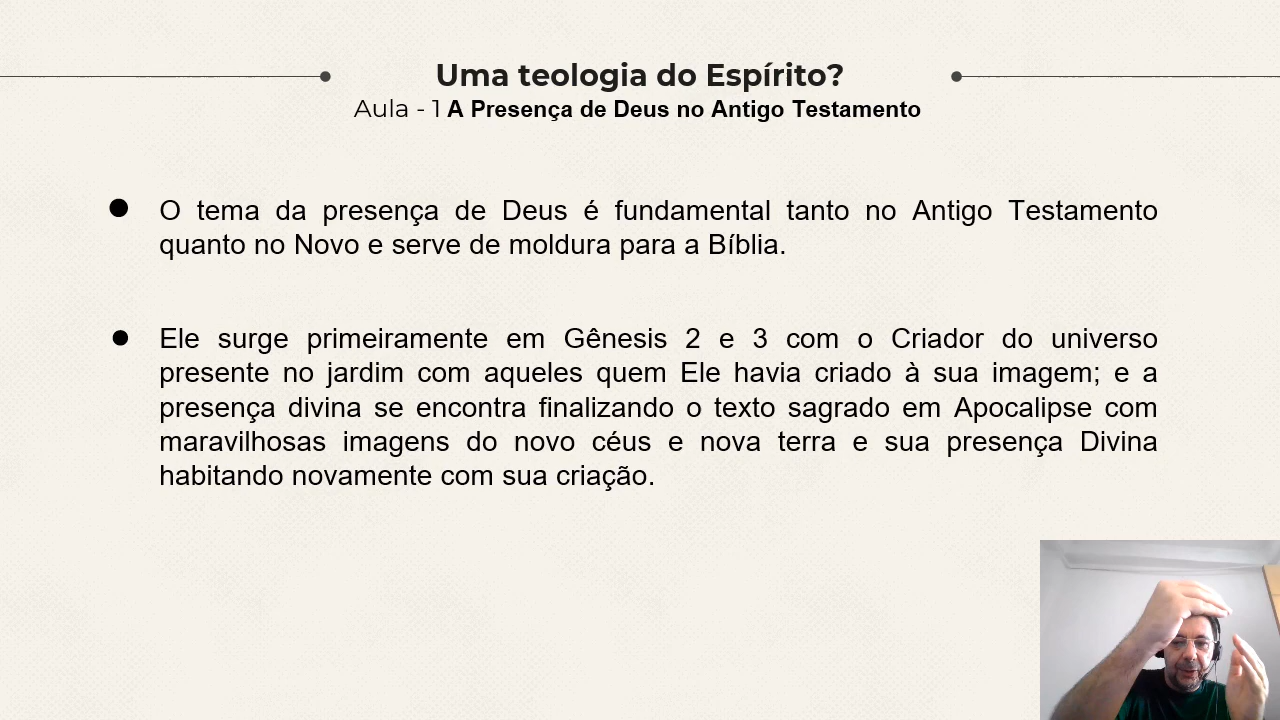 Uma teologia do Espírito?
Aula - 1 A Presença de Deus no Antigo Testamento
● O tema da presença de Deus é fundamental tanto no Antigo Testamento
quanto no Novo e serve de moldura para a Bíblia.
● Ele surge primeiramente em Gênesis 2 e 3 com o Criador do universo
presente no jardim com aqueles quem Ele havia criado à sua imagem; e a
presença divina se encontra finalizando o texto sagrado em Apocalipse com
maravilhosas imagens do novo céus e nova terra e sua presença Divina
habitando novamente com sua criação.